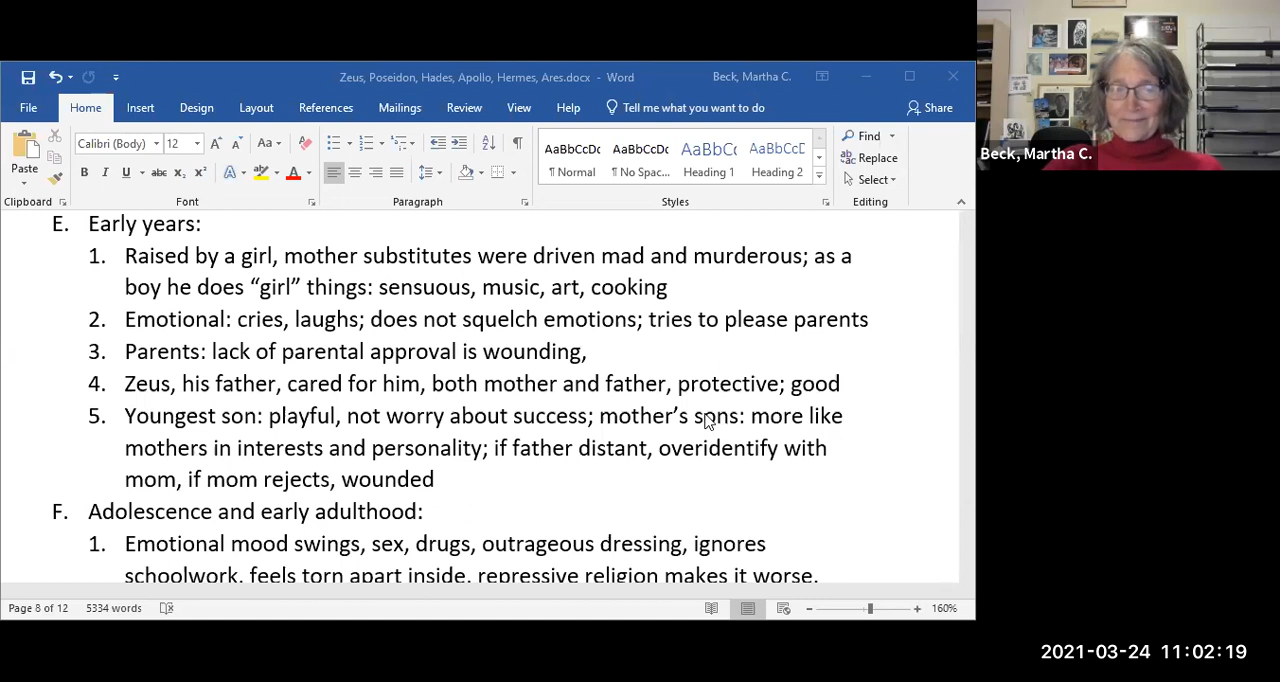 Zeus, Poseidon, Hades, Apollo, Hermes, Ares.docx - Word
Beck, Martha C.
File Home Insert Design Layout References Mailings Review View Help Tell me what you want to do Share
Paste
Calibri (Body) 12
Aa
B I U abc X₂ X²
A A
AaBbCcDc AaBbCcDc AaBbC AaBbCcC
¶ Normal ¶ No Spac... Heading 1 Heading 2
Find
Replace
Select
Clipboard Font Paragraph Styles Editing
Beck, Martha C.
E. Early years:
1. Raised by a girl, mother substitutes were driven mad and murderous; as a
boy he does “girl” things: sensuous, music, art, cooking
2. Emotional: cries, laughs; does not squelch emotions; tries to please parents
3. Parents: lack of parental approval is wounding,
4. Zeus, his father, cared for him, both mother and father, protective; good
5. Youngest son: playful, not worry about success; mother’s sons: more like
mothers in interests and personality; if father distant, overidentify with
mom, if mom rejects, wounded
F. Adolescence and early adulthood:
1. Emotional mood swings, sex, drugs, outrageous dressing, ignores
schoolwork, feels torn apart inside, repressive religion makes it worse.
Page 8 of 12 5334 words 160%
2021-03-24 11:02:19